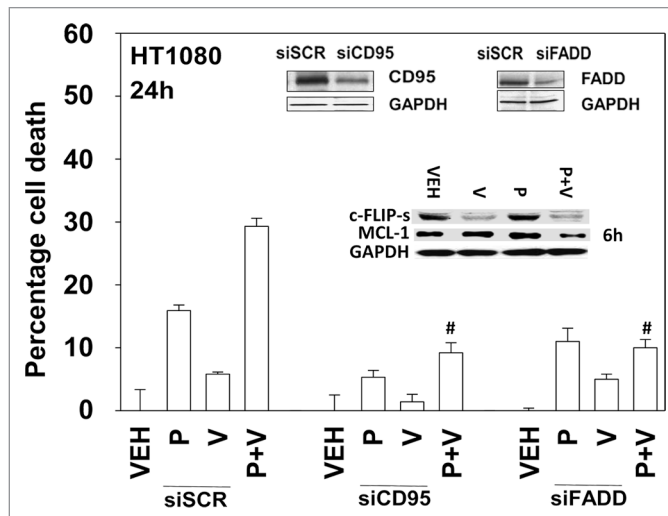 60
50
40
30
20
10
0
Percentage cell death
HT1080
24h
siSCR siCD95
CD95
GAPDH
siSCR siFADD
FADD
GAPDH
VEH V P P+V
c-FLIP-s
MCL-1
GAPDH
6h
# #
VEH P V P+V VEH P V P+V VEH P V P+V
siSCR siCD95 siFADD